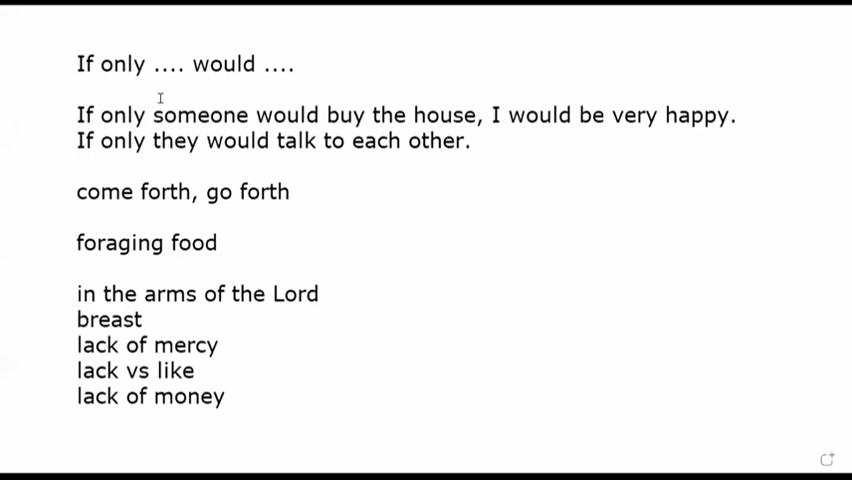 If only .... would ....
If only someone would buy the house, I would be very happy.
If only they would talk to each other.
come forth, go forth
foraging food
in the arms of the Lord
breast
lack of mercy
lack vs like
lack of money